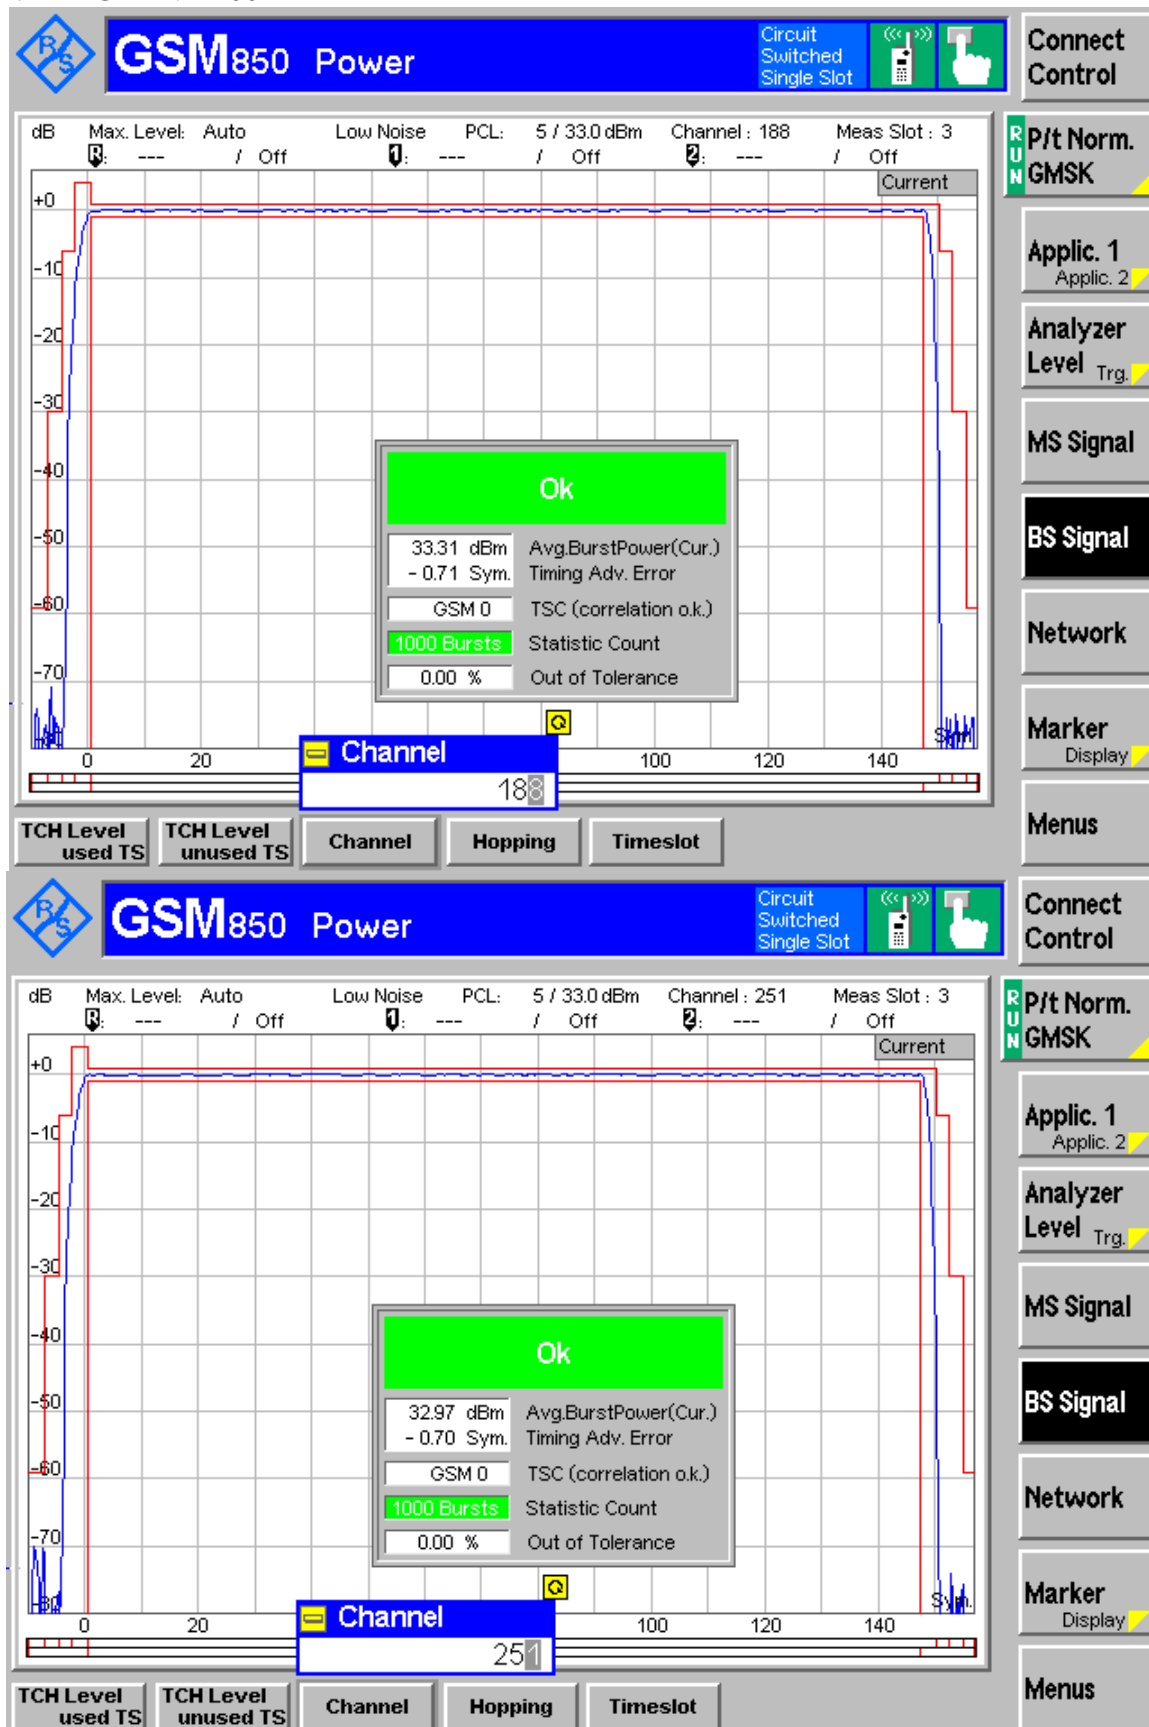 R/S
GSM850 Power
Circuit
Switched
Single Slot
Connect
Control
dB Max. Level: Auto Low Noise PCL: 5 / 33.0 dBm Channel : 188 Meas Slot : 3
R: --- / Off 1: --- / Off 2: --- / Off
RUN
P/t Norm.
GMSK
Current
+0
-10
-20
-30
-40
-50
-60
-70
Applic. 1
Applic. 2
Analyzer
Level Trg.
MS Signal
BS Signal
Network
Marker
Display
Menus
Ok
33.31 dBm Avg.BurstPower(Cur.)
- 0.71 Sym. Timing Adv. Error
GSM 0 TSC (correlation o.k.)
1000 Bursts Statistic Count
0.00 % Out of Tolerance
Sym.
0 20 100 120 140
Channel
188
TCH Level
used TS
TCH Level
unused TS
Channel
Hopping
Timeslot
R/S
GSM850 Power
Circuit
Switched
Single Slot
Connect
Control
dB Max. Level: Auto Low Noise PCL: 5 / 33.0 dBm Channel : 251 Meas Slot : 3
R: --- / Off 1: --- / Off 2: --- / Off
RUN
P/t Norm.
GMSK
Current
+0
-10
-20
-30
-40
-50
-60
-70
-80
Applic. 1
Applic. 2
Analyzer
Level Trg.
MS Signal
BS Signal
Network
Marker
Display
Menus
Ok
32.97 dBm Avg.BurstPower(Cur.)
- 0.70 Sym. Timing Adv. Error
GSM 0 TSC (correlation o.k.)
1000 Bursts Statistic Count
0.00 % Out of Tolerance
Sym.
0 20 100 120 140
Channel
251
TCH Level
used TS
TCH Level
unused TS
Channel
Hopping
Timeslot